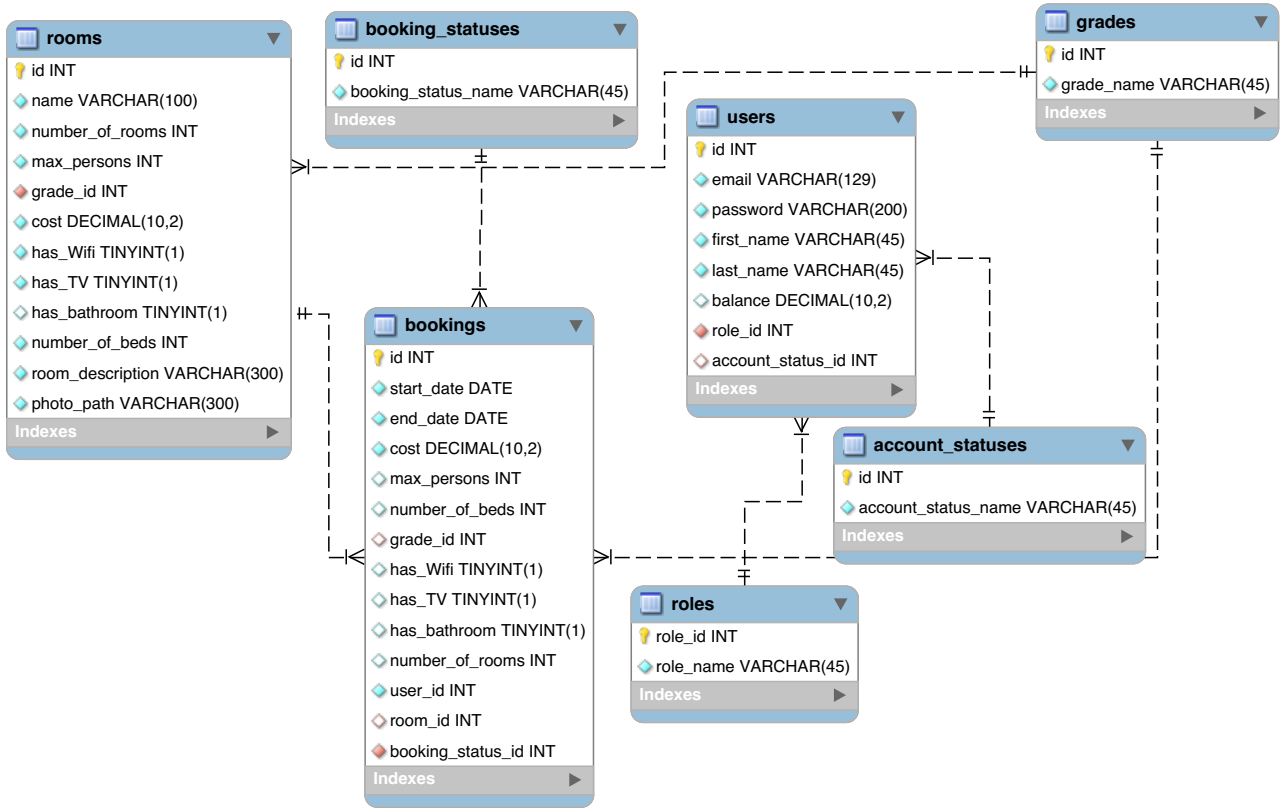 rooms
id INT
name VARCHAR(100)
number_of_rooms INT
max_persons INT
grade_id INT
cost DECIMAL(10,2)
has_Wifi TINYINT(1)
has_TV TINYINT(1)
has_bathroom TINYINT(1)
number_of_beds INT
room_description VARCHAR(300)
photo_path VARCHAR(300)
Indexes
booking_statuses
id INT
booking_status_name VARCHAR(45)
Indexes
grades
id INT
grade_name VARCHAR(45)
Indexes
users
id INT
email VARCHAR(129)
password VARCHAR(200)
first_name VARCHAR(45)
last_name VARCHAR(45)
balance DECIMAL(10,2)
role_id INT
account_status_id INT
Indexes
bookings
id INT
start_date DATE
end_date DATE
cost DECIMAL(10,2)
max_persons INT
number_of_beds INT
grade_id INT
has_Wifi TINYINT(1)
has_TV TINYINT(1)
has_bathroom TINYINT(1)
number_of_rooms INT
user_id INT
room_id INT
booking_status_id INT
Indexes
account_statuses
id INT
account_status_name VARCHAR(45)
Indexes
roles
role_id INT
role_name VARCHAR(45)
Indexes